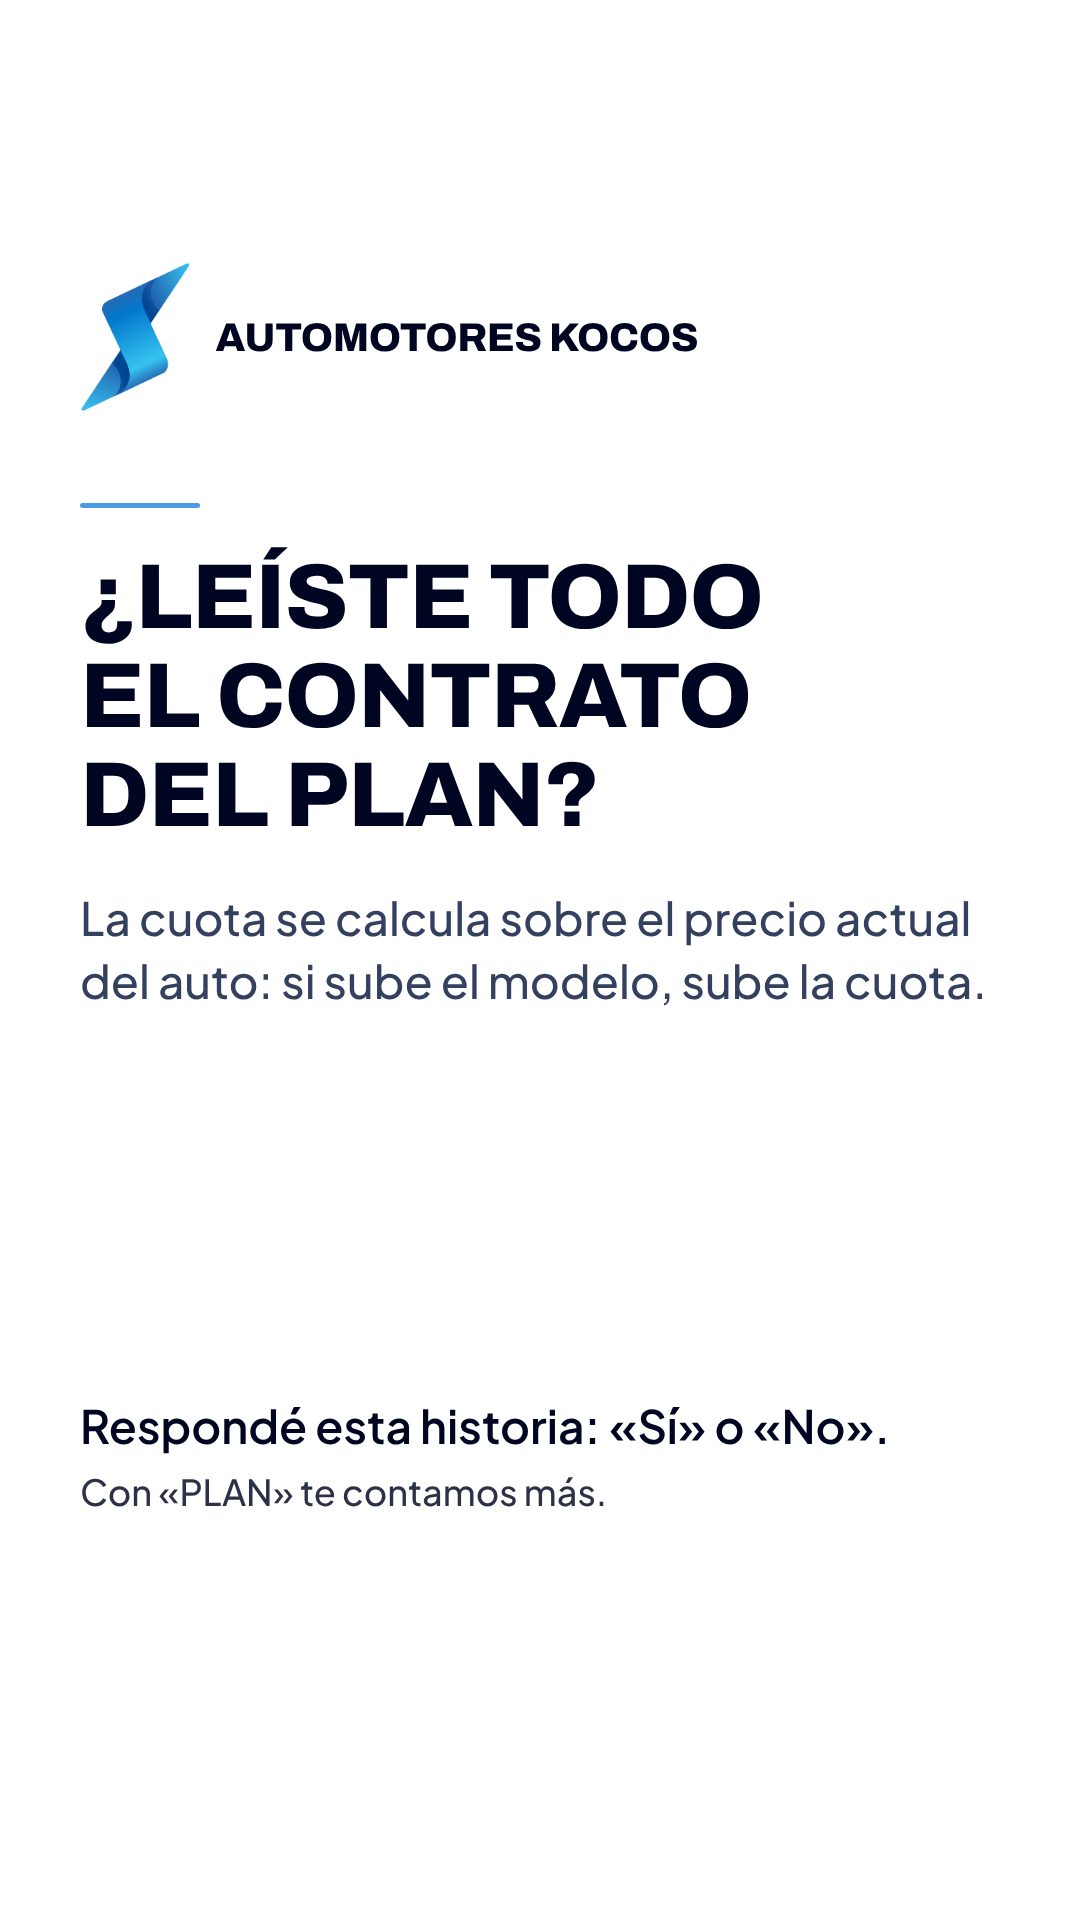 AUTOMOTORES KOCOS
¿LEÍSTE TODO
EL CONTRATO
DEL PLAN?
La cuota se calcula sobre el precio actual
del auto: si sube el modelo, sube la cuota.
Respondé esta historia: «Sí» o «No».
Con «PLAN» te contamos más.